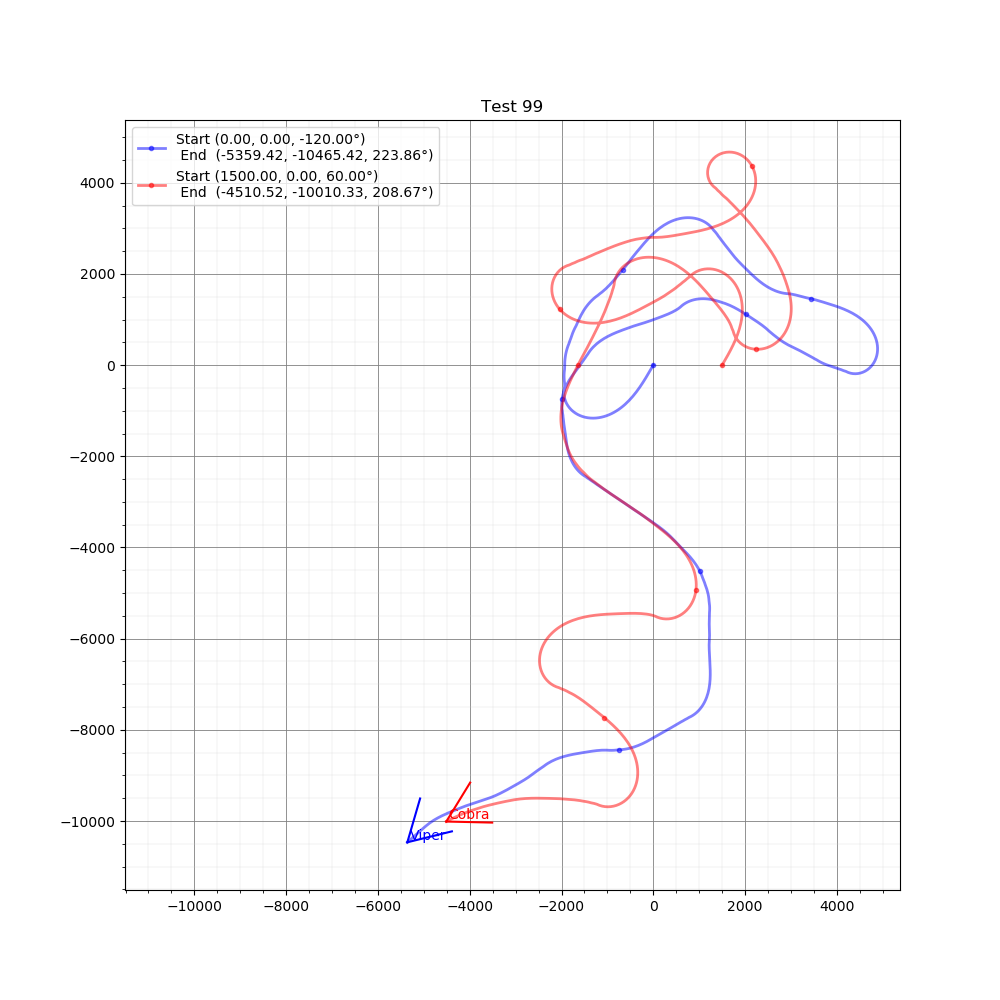 Test 99
Start (0.00, 0.00, -120.00°)
End (-5359.42, -10465.42, 223.86°)
Start (1500.00, 0.00, 60.00°)
End (-4510.52, -10010.33, 208.67°)
4000
2000
0
−2000
−4000
−6000
−8000
−10000
Cobra
Viper
−10000 −8000 −6000 −4000 −2000 0 2000 4000